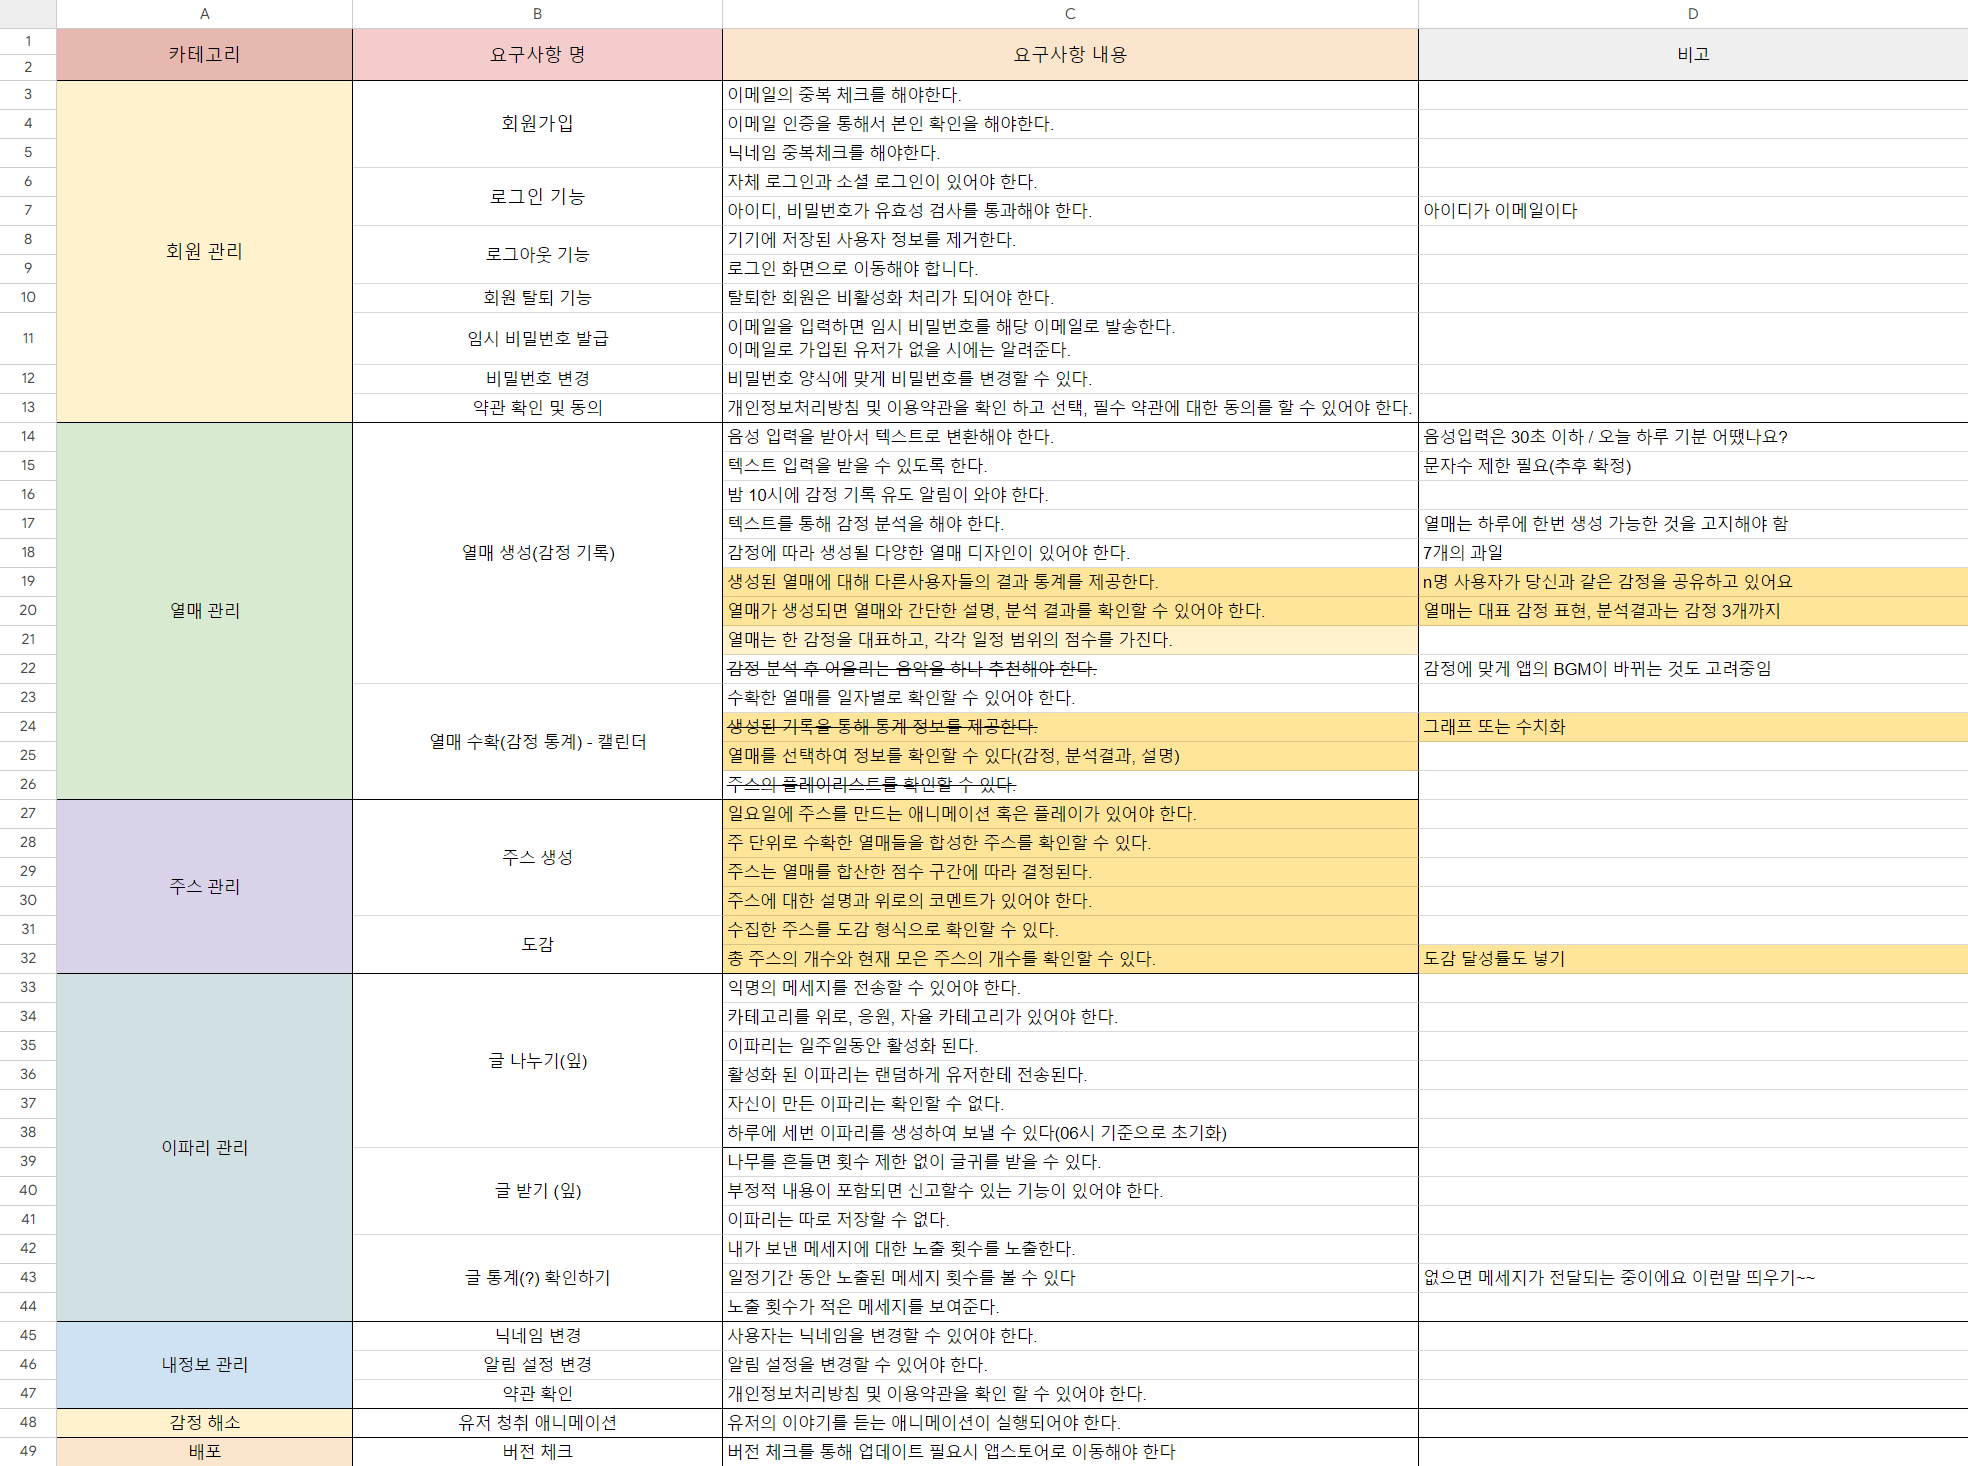 A B C D
1
2
카테고리 요구사항 명 요구사항 내용 비고
3 이메일의 중복 체크를 해야한다.
4 회원가입 이메일 인증을 통해서 본인 확인을 해야한다.
5 닉네임 중복체크를 해야한다.
6 자체 로그인과 소셜 로그인이 있어야 한다.
로그인 기능
7 아이디, 비밀번호가 유효성 검사를 통과해야 한다. 아이디가 이메일이다
8 기기에 저장된 사용자 정보를 제거한다.
회원 관리 로그아웃 기능
9 로그인 화면으로 이동해야 합니다.
10 회원 탈퇴 기능 탈퇴한 회원은 비활성화 처리가 되어야 한다.
11 임시 비밀번호 발급 이메일을 입력하면 임시 비밀번호를 해당 이메일로 발송한다.
이메일로 가입된 유저가 없을 시에는 알려준다.
12 비밀번호 변경 비밀번호 양식에 맞게 비밀번호를 변경할 수 있다.
13 약관 확인 및 동의 개인정보처리방침 및 이용약관을 확인 하고 선택, 필수 약관에 대한 동의를 할 수 있어야 한다.
14 음성 입력을 받아서 텍스트로 변환해야 한다. 음성입력은 30초 이하 / 오늘 하루 기분 어땠나요?
15 텍스트 입력을 받을 수 있도록 한다. 문자수 제한 필요(추후 확정)
16 밤 10시에 감정 기록 유도 알림이 와야 한다.
17 텍스트를 통해 감정 분석을 해야 한다. 열매는 하루에 한번 생성 가능한 것을 고지해야 함
18 열매 생성(감정 기록) 감정에 따라 생성될 다양한 열매 디자인이 있어야 한다. 7개의 과일
19 생성된 열매에 대해 다른사용자들의 결과 통계를 제공한다. n명 사용자가 당신과 같은 감정을 공유하고 있어요
20 열매 관리 열매가 생성되면 열매와 간단한 설명, 분석 결과를 확인할 수 있어야 한다. 열매는 대표 감정 표현, 분석결과는 감정 3개까지
21 열매는 한 감정을 대표하고, 각각 일정 범위의 점수를 가진다.
22 감정 분석 후 어울리는 음악을 하나 추천해야 한다. 감정에 맞게 앱의 BGM이 바뀌는 것도 고려중임
23 수확한 열매를 일자별로 확인할 수 있어야 한다.
24 생성된 기록을 통해 통계 정보를 제공한다. 그래프 또는 수치화
열매 수확(감정 통계) - 캘린더
25 열매를 선택하여 정보를 확인할 수 있다(감정, 분석결과, 설명)
26 주스의 플레이리스트를 확인할 수 있다.
27 일요일에 주스를 만드는 애니메이션 혹은 플레이가 있어야 한다.
28 주 단위로 수확한 열매들을 합성한 주스를 확인할 수 있다.
주스 생성
29 주스는 열매를 합산한 점수 구간에 따라 결정된다.
주스 관리
30 주스에 대한 설명과 위로의 코멘트가 있어야 한다.
31 수집한 주스를 도감 형식으로 확인할 수 있다.
도감
32 총 주스의 개수와 현재 모은 주스의 개수를 확인할 수 있다. 도감 달성률도 넣기
33 익명의 메세지를 전송할 수 있어야 한다.
34 카테고리를 위로, 응원, 자율 카테고리가 있어야 한다.
35 이파리는 일주일동안 활성화 된다.
글 나누기(잎)
36 활성화 된 이파리는 랜덤하게 유저한테 전송된다.
37 자신이 만든 이파리는 확인할 수 없다.
38 하루에 세번 이파리를 생성하여 보낼 수 있다(06시 기준으로 초기화)
이파리 관리
39 나무를 흔들면 횟수 제한 없이 글귀를 받을 수 있다.
40 글 받기 (잎) 부정적 내용이 포함되면 신고할수 있는 기능이 있어야 한다.
41 이파리는 따로 저장할 수 없다.
42 내가 보낸 메세지에 대한 노출 횟수를 노출한다.
43 글 통계(?) 확인하기 일정기간 동안 노출된 메세지 횟수를 볼 수 있다 없으면 메세지가 전달되는 중이에요 이런말 띄우기~~
44 노출 횟수가 적은 메세지를 보여준다.
45 닉네임 변경 사용자는 닉네임을 변경할 수 있어야 한다.
46 내정보 관리 알림 설정 변경 알림 설정을 변경할 수 있어야 한다.
47 약관 확인 개인정보처리방침 및 이용약관을 확인 할 수 있어야 한다.
48 감정 해소 유저 청취 애니메이션 유저의 이야기를 듣는 애니메이션이 실행되어야 한다.
49 배포 버전 체크 버전 체크를 통해 업데이트 필요시 앱스토어로 이동해야 한다